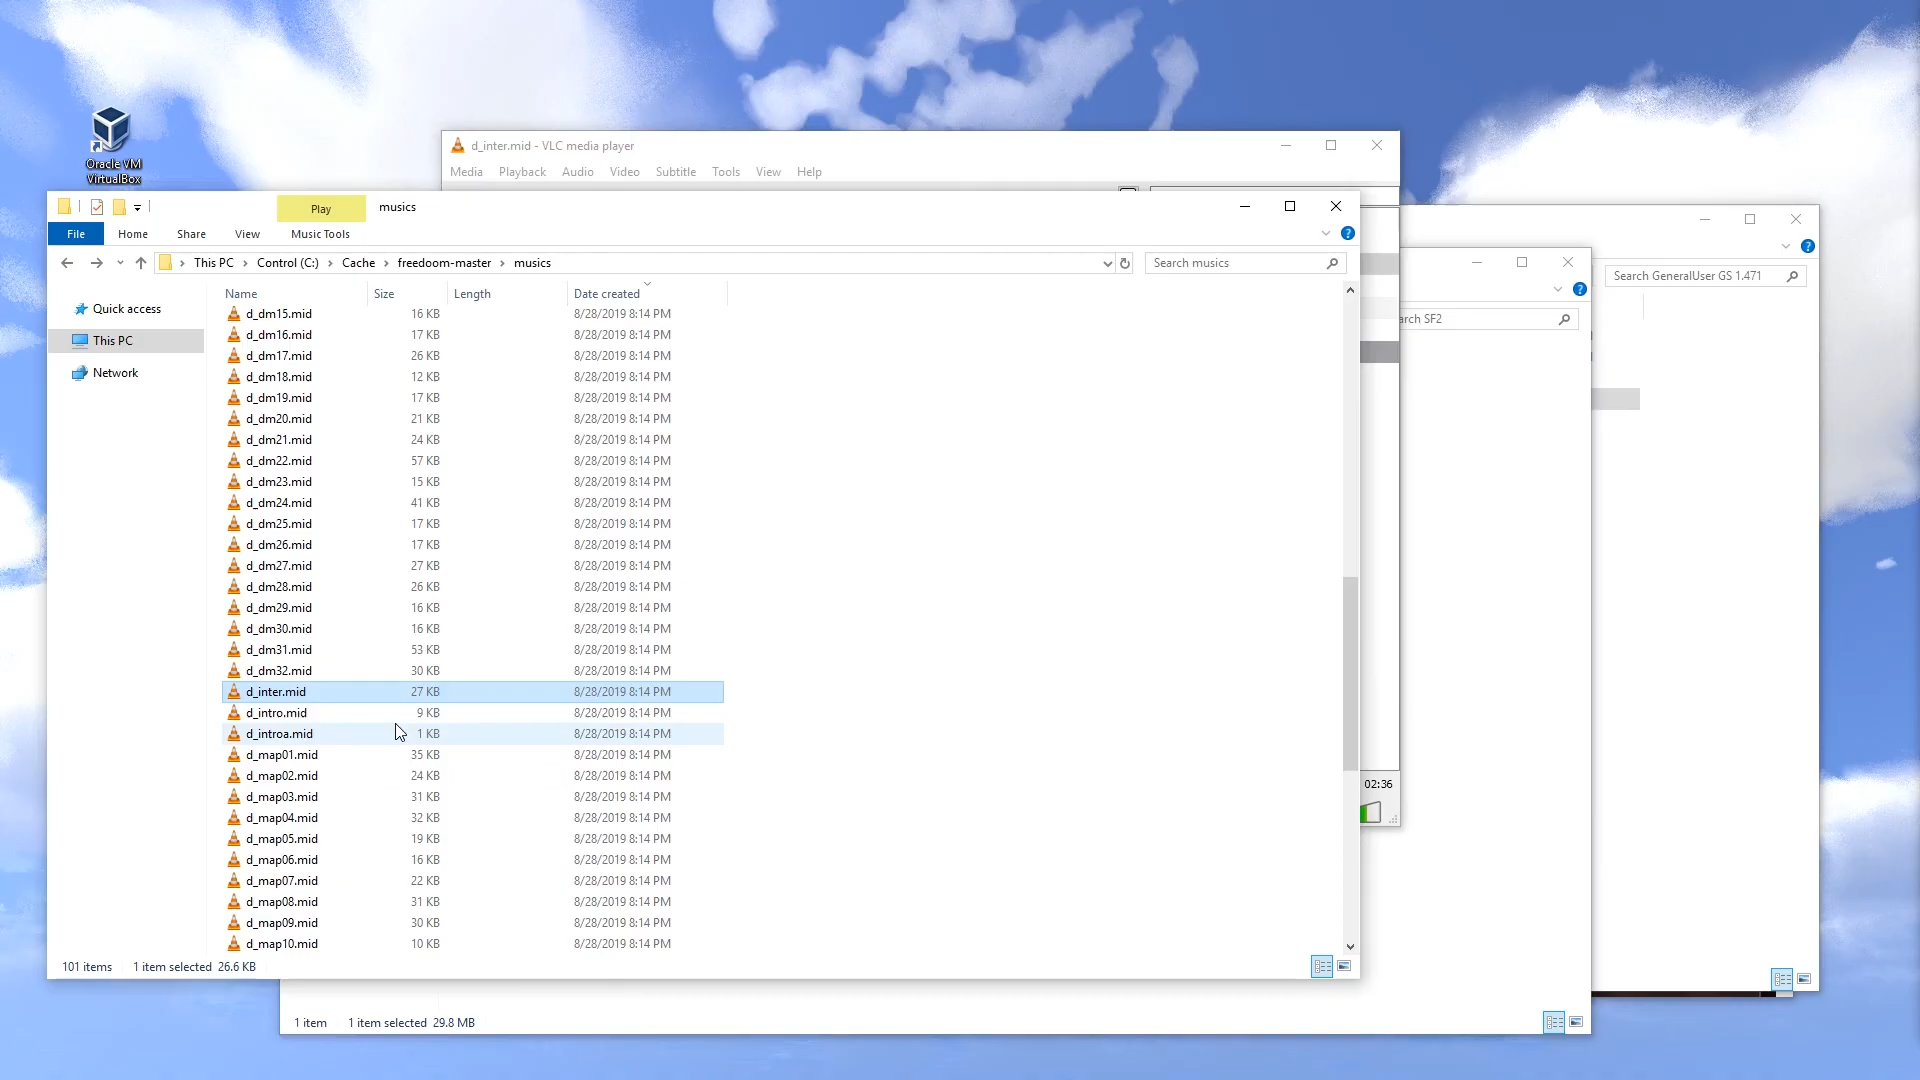 Oracle VM
VirtualBox
d_inter.mid - VLC media player
Media Playback Audio Video Subtitle Tools View Help
Play musics
File Home Share View Music Tools
This PC Control (C:) Cache freedoom-master musics
Search musics
Search GeneralUser GS 1.471
arch SF2
Quick access
This PC
Network
Name Size Length Date created
d_dm15.mid 16 KB 8/28/2019 8:14 PM
d_dm16.mid 17 KB 8/28/2019 8:14 PM
d_dm17.mid 26 KB 8/28/2019 8:14 PM
d_dm18.mid 12 KB 8/28/2019 8:14 PM
d_dm19.mid 17 KB 8/28/2019 8:14 PM
d_dm20.mid 21 KB 8/28/2019 8:14 PM
d_dm21.mid 24 KB 8/28/2019 8:14 PM
d_dm22.mid 57 KB 8/28/2019 8:14 PM
d_dm23.mid 15 KB 8/28/2019 8:14 PM
d_dm24.mid 41 KB 8/28/2019 8:14 PM
d_dm25.mid 17 KB 8/28/2019 8:14 PM
d_dm26.mid 17 KB 8/28/2019 8:14 PM
d_dm27.mid 27 KB 8/28/2019 8:14 PM
d_dm28.mid 26 KB 8/28/2019 8:14 PM
d_dm29.mid 16 KB 8/28/2019 8:14 PM
d_dm30.mid 16 KB 8/28/2019 8:14 PM
d_dm31.mid 53 KB 8/28/2019 8:14 PM
d_dm32.mid 30 KB 8/28/2019 8:14 PM
d_inter.mid 27 KB 8/28/2019 8:14 PM
d_intro.mid 9 KB 8/28/2019 8:14 PM
d_introa.mid 1 KB 8/28/2019 8:14 PM
d_map01.mid 35 KB 8/28/2019 8:14 PM
d_map02.mid 24 KB 8/28/2019 8:14 PM
d_map03.mid 31 KB 8/28/2019 8:14 PM
d_map04.mid 32 KB 8/28/2019 8:14 PM
d_map05.mid 19 KB 8/28/2019 8:14 PM
d_map06.mid 16 KB 8/28/2019 8:14 PM
d_map07.mid 22 KB 8/28/2019 8:14 PM
d_map08.mid 31 KB 8/28/2019 8:14 PM
d_map09.mid 30 KB 8/28/2019 8:14 PM
d_map10.mid 10 KB 8/28/2019 8:14 PM
02:36
101 items 1 item selected 26.6 KB
1 item 1 item selected 29.8 MB